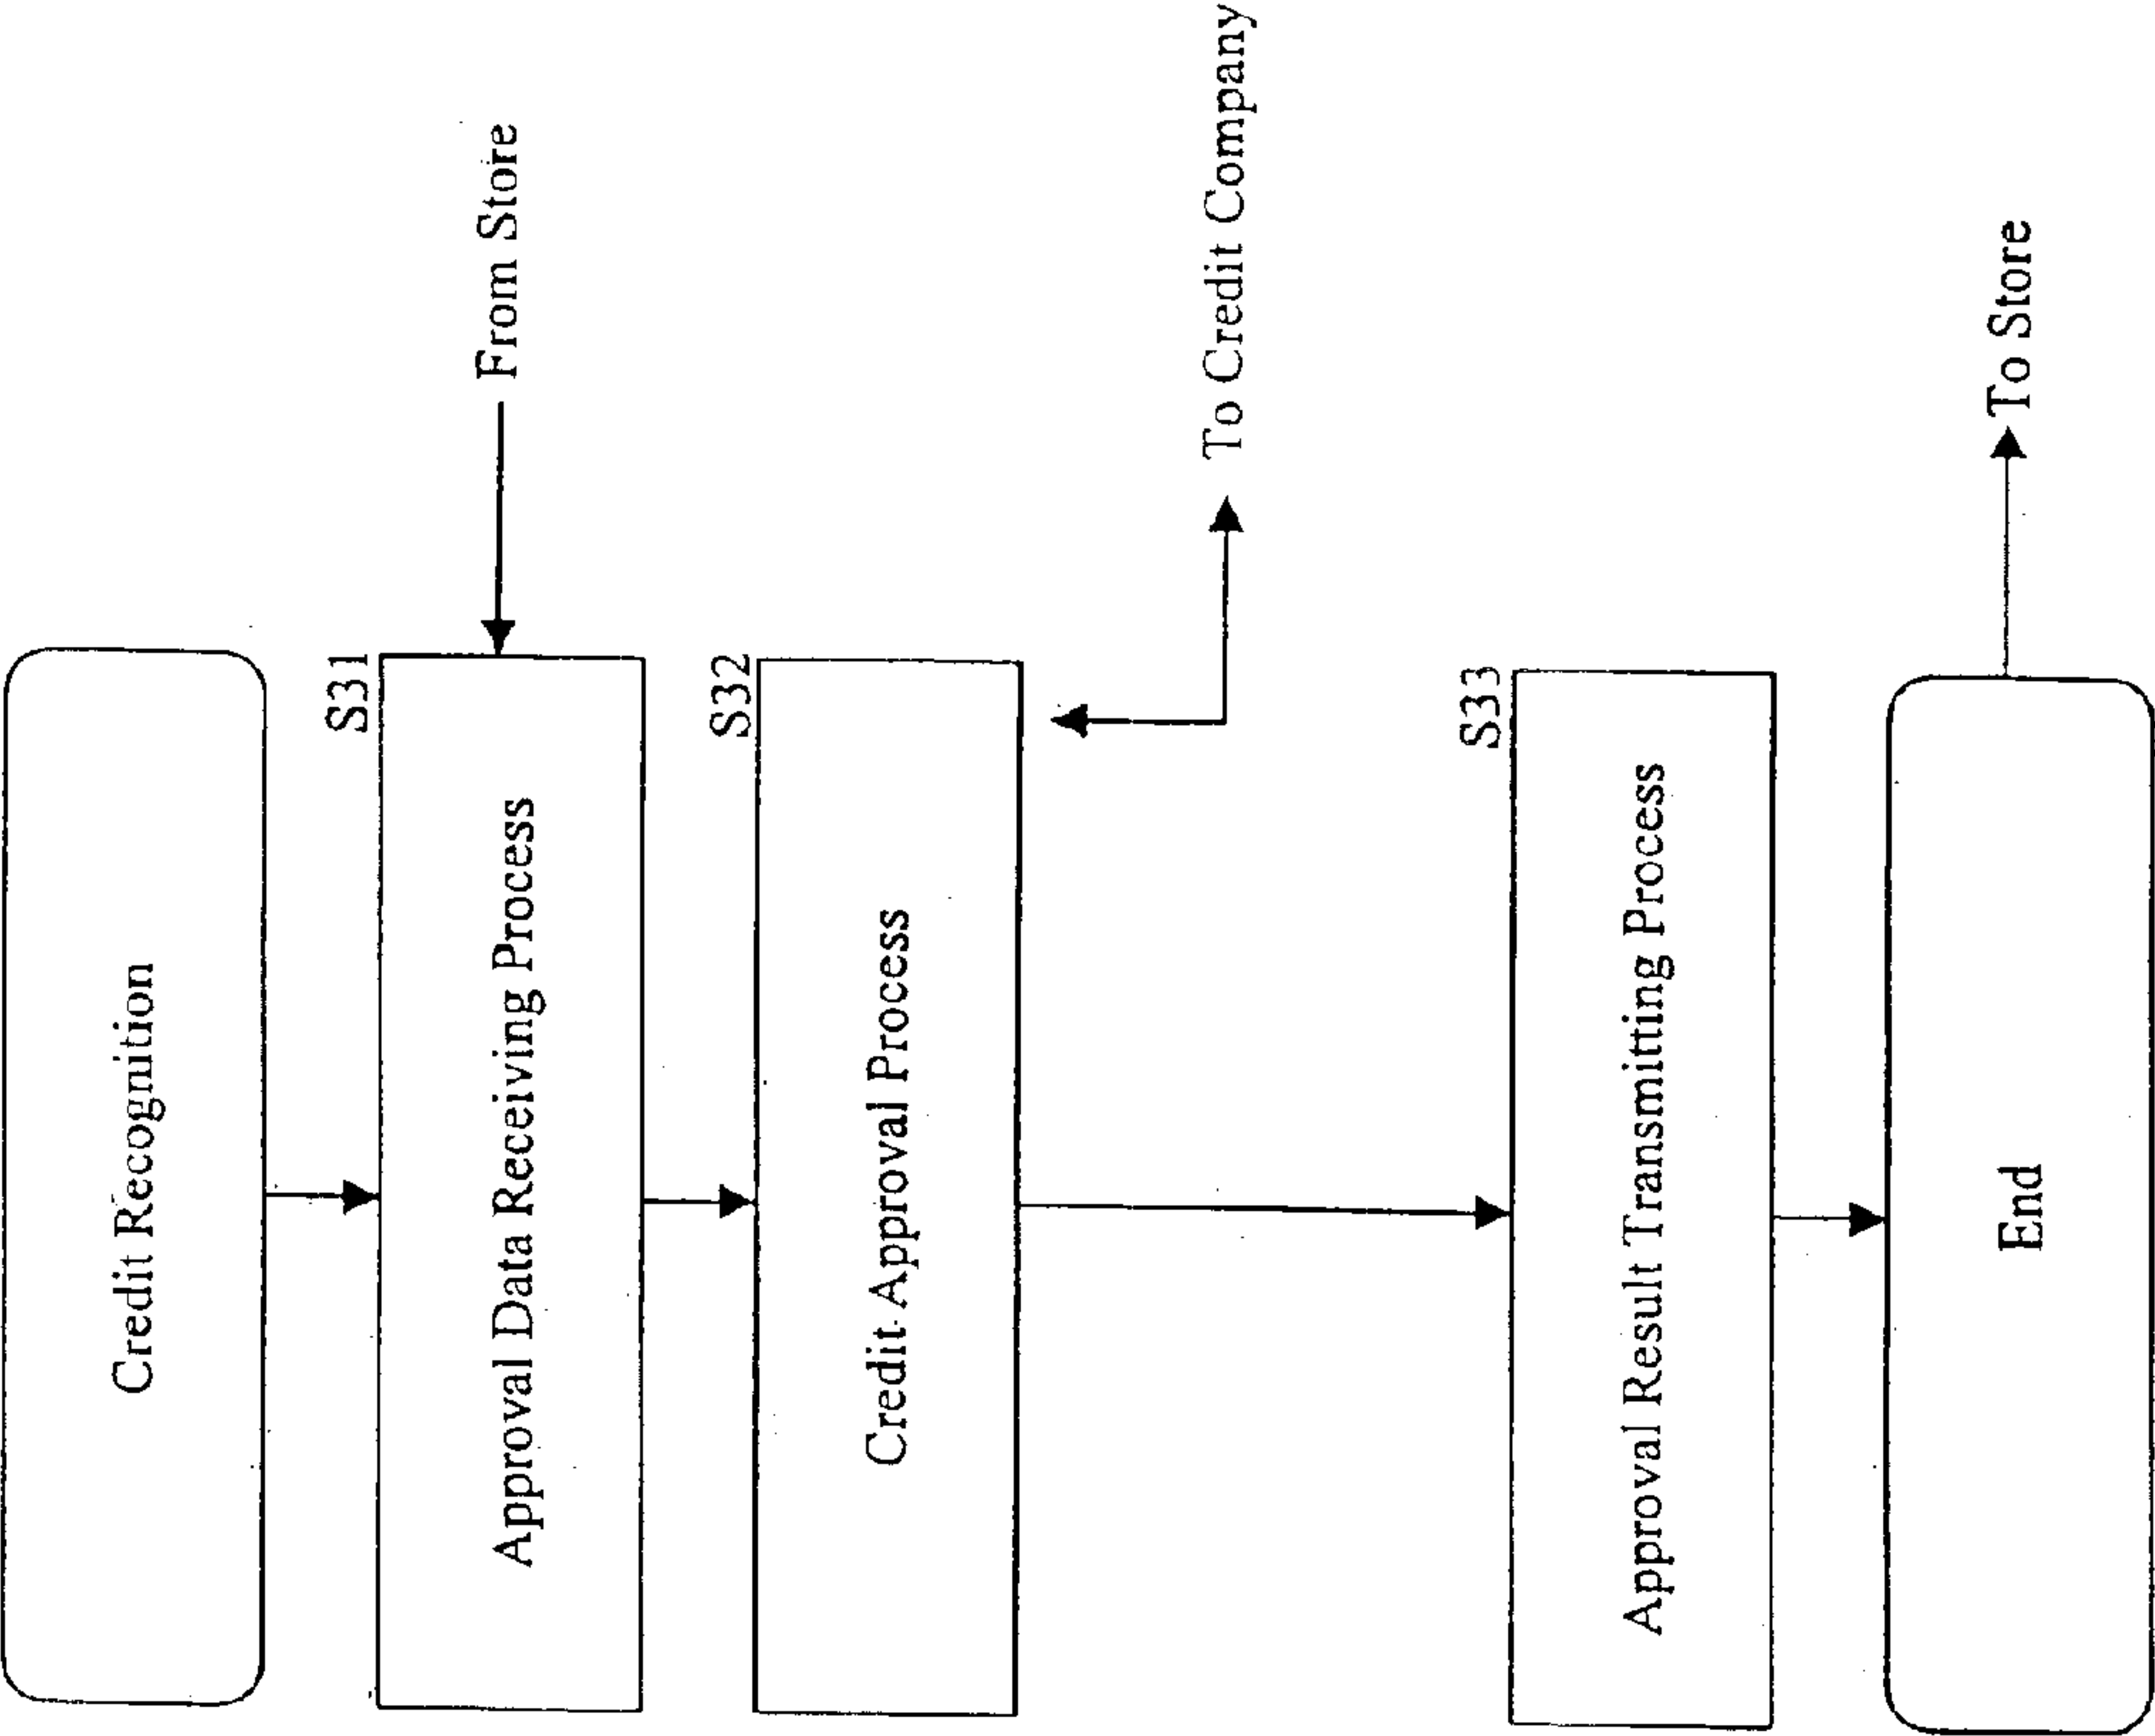 Credit Recognition
S31
From Store
Approval Data Receiving Process
S32
Credit Approval Process
To Credit Company
S33
Approval Result Transmitting Process
To Store
End